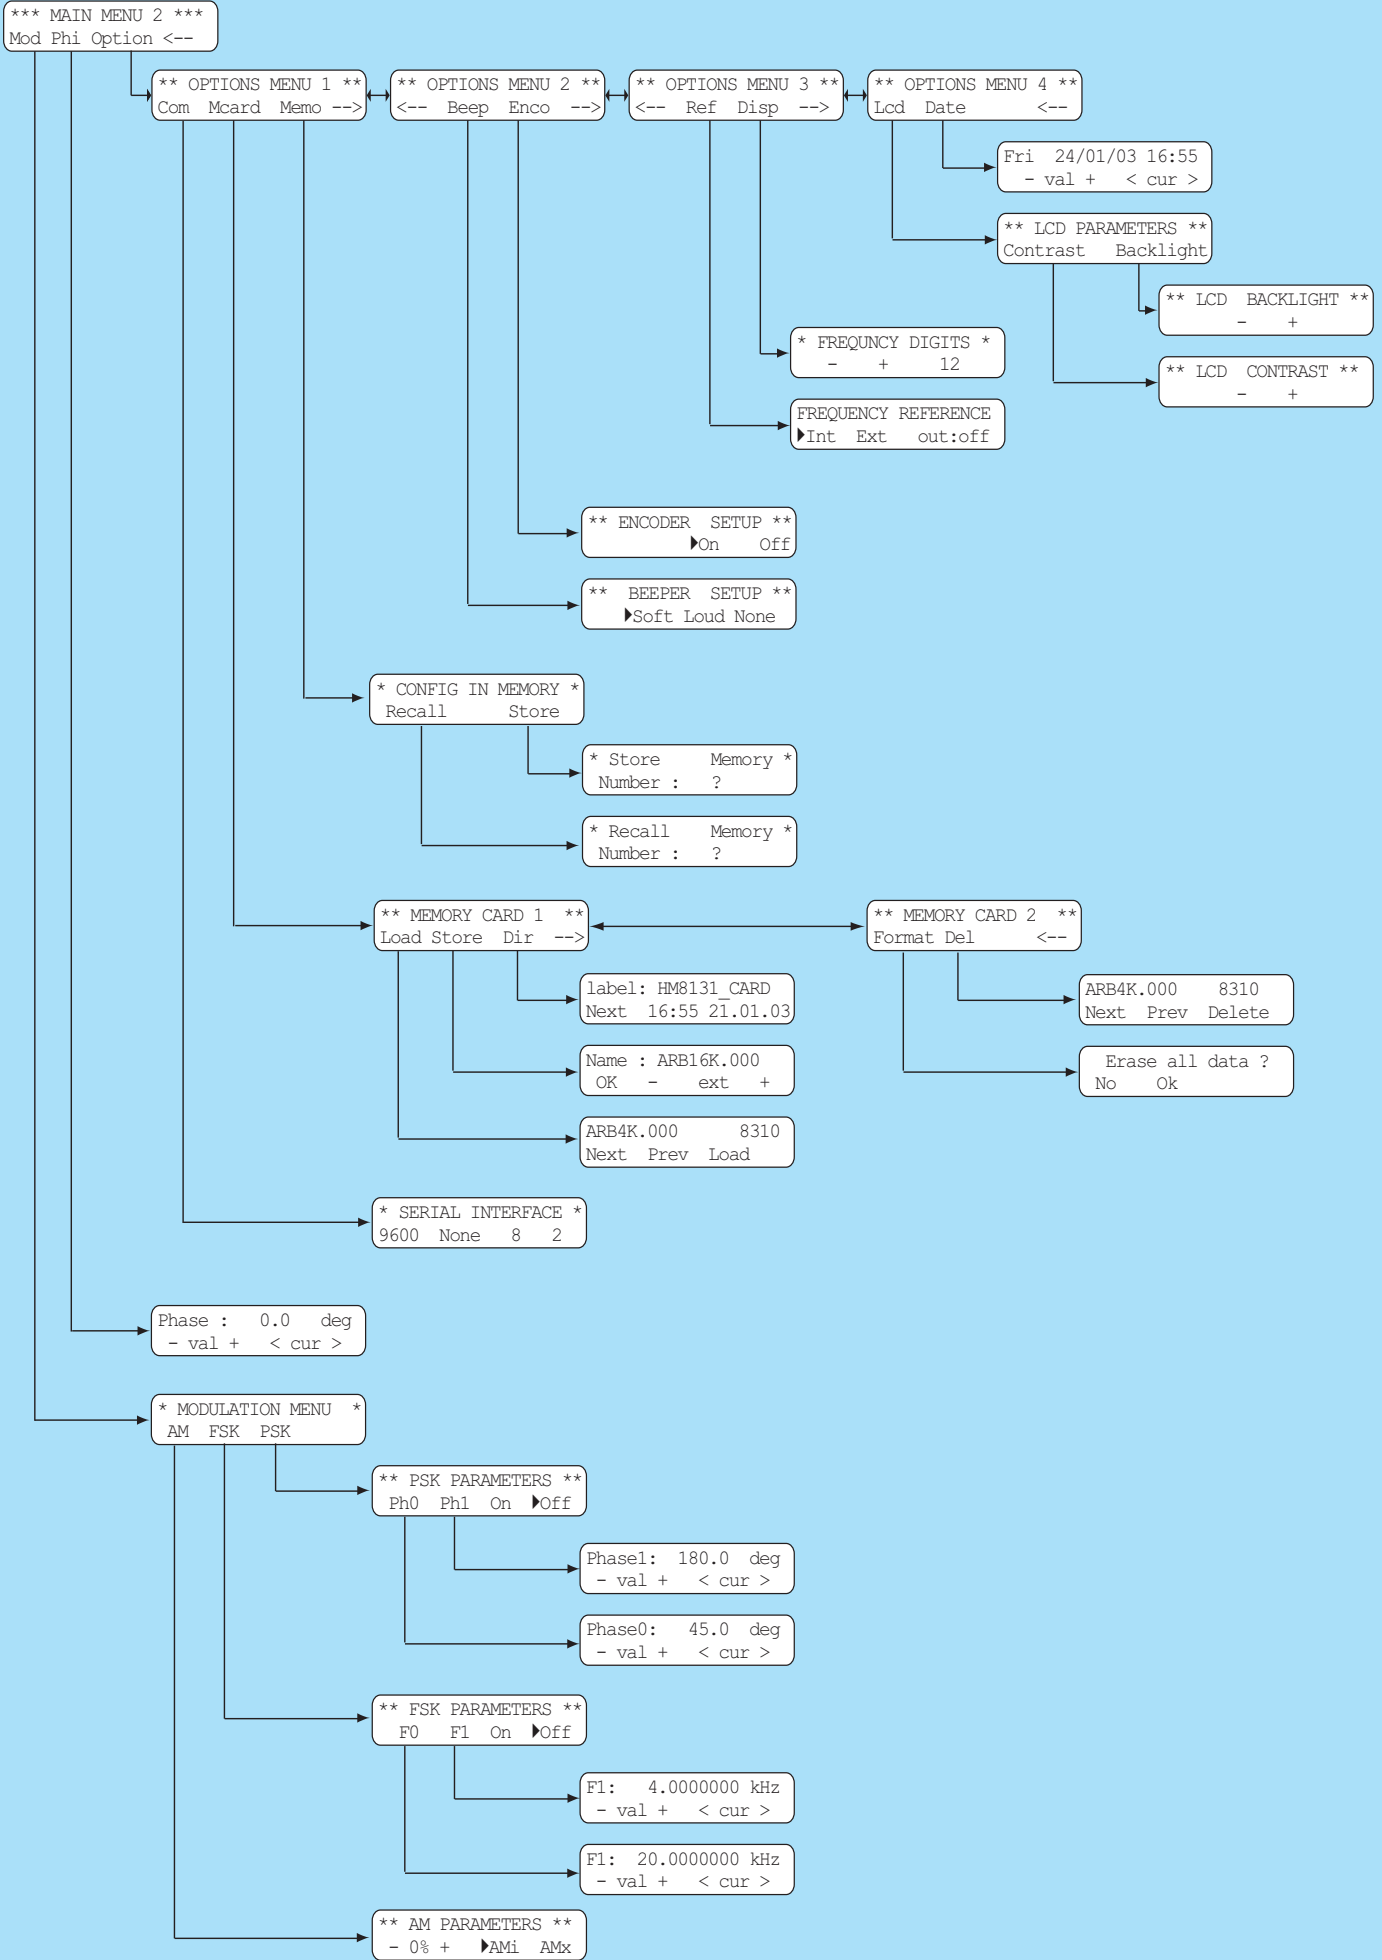 *** MAIN MENU 2 ***
Mod Phi Option <--
** OPTIONS MENU 1 **
Com Mcard Memo -->
** OPTIONS MENU 2 **
<-- Beep Enco -->
** OPTIONS MENU 3 **
<-- Ref Disp -->
** OPTIONS MENU 4 **
Lcd Date <--
Fri 24/01/03 16:55
- val + < cur >
** LCD PARAMETERS **
Contrast Backlight
** LCD BACKLIGHT **
- +
* FREQUNCY DIGITS *
- + 12
** LCD CONTRAST **
- +
FREQUENCY REFERENCE
Int Ext out:off
** ENCODER SETUP **
On Off
** BEEPER SETUP **
Soft Loud None
* CONFIG IN MEMORY *
Recall Store
* Store Memory *
Number : ?
* Recall Memory *
Number : ?
** MEMORY CARD 1 **
Load Store Dir -->
** MEMORY CARD 2 **
Format Del <--
label: HM8131_CARD
Next 16:55 21.01.03
ARB4K.000 8310
Next Prev Delete
Name : ARB16K.000
OK - ext +
Erase all data ?
No Ok
ARB4K.000 8310
Next Prev Load
* SERIAL INTERFACE *
9600 None 8 2
Phase : 0.0 deg
- val + < cur >
* MODULATION MENU *
AM FSK PSK
** PSK PARAMETERS **
Ph0 Ph1 On Off
Phase1: 180.0 deg
- val + < cur >
Phase0: 45.0 deg
- val + < cur >
** FSK PARAMETERS **
F0 F1 On Off
F1: 4.0000000 kHz
- val + < cur >
F1: 20.0000000 kHz
- val + < cur >
** AM PARAMETERS **
- 0% + AMi AMx